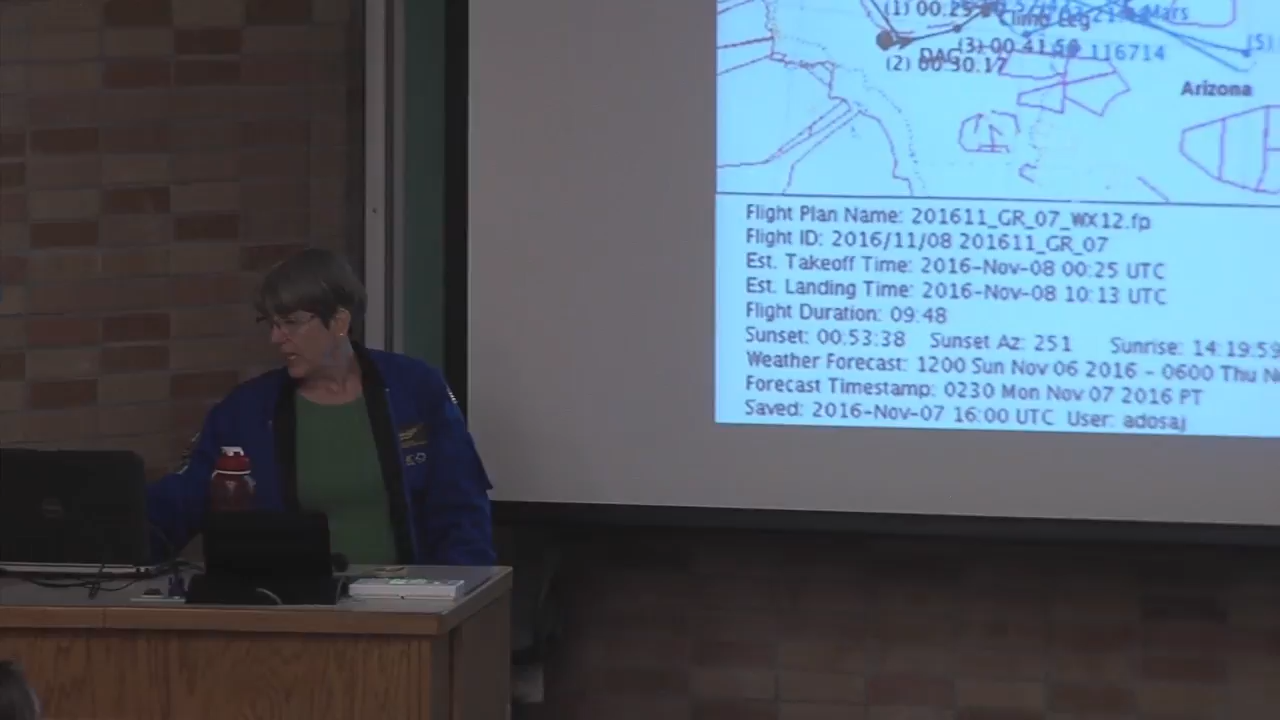 (1) 00.25
Mars
Climb Leg
(5)
(3) 00.41.50
116714
(2) 00.30.17
Arizona
Flight Plan Name: 201611_GR_07_WX12.fp
Flight ID: 2016/11/08 201611_GR_07
Est. Takeoff Time: 2016-Nov-08 00:25 UTC
Est. Landing Time: 2016-Nov-08 10:13 UTC
Flight Duration: 09:48
Sunset: 00:53:38 Sunset Az: 251 Sunrise: 14:19:59
Weather Forecast: 1200 Sun Nov 06 2016 - 0600 Thu
Forecast Timestamp: 0230 Mon Nov 07 2016 PT
Saved: 2016-Nov-07 16:00 UTC User: adosaj